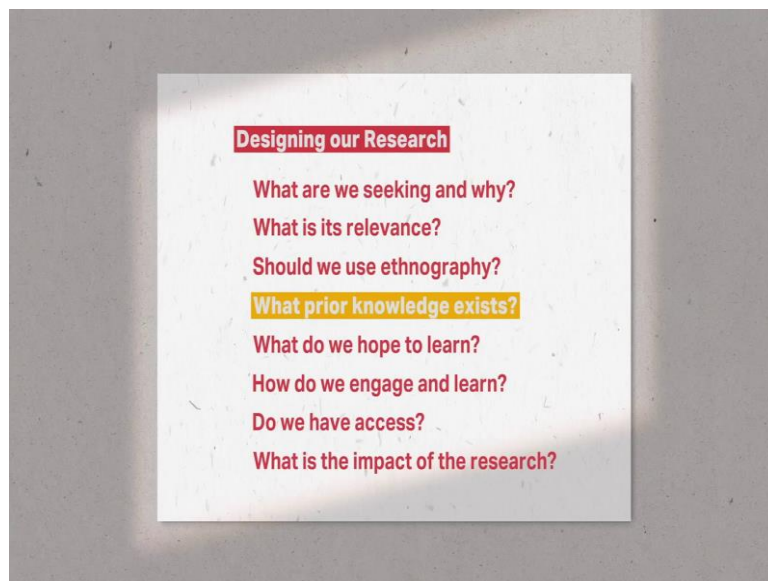 Designing our Research
What are we seeking and why?
What is its relevance?
Should we use ethnography?
What prior knowledge exists?
What do we hope to learn?
How do we engage and learn?
Do we have access?
What is the impact of the research?